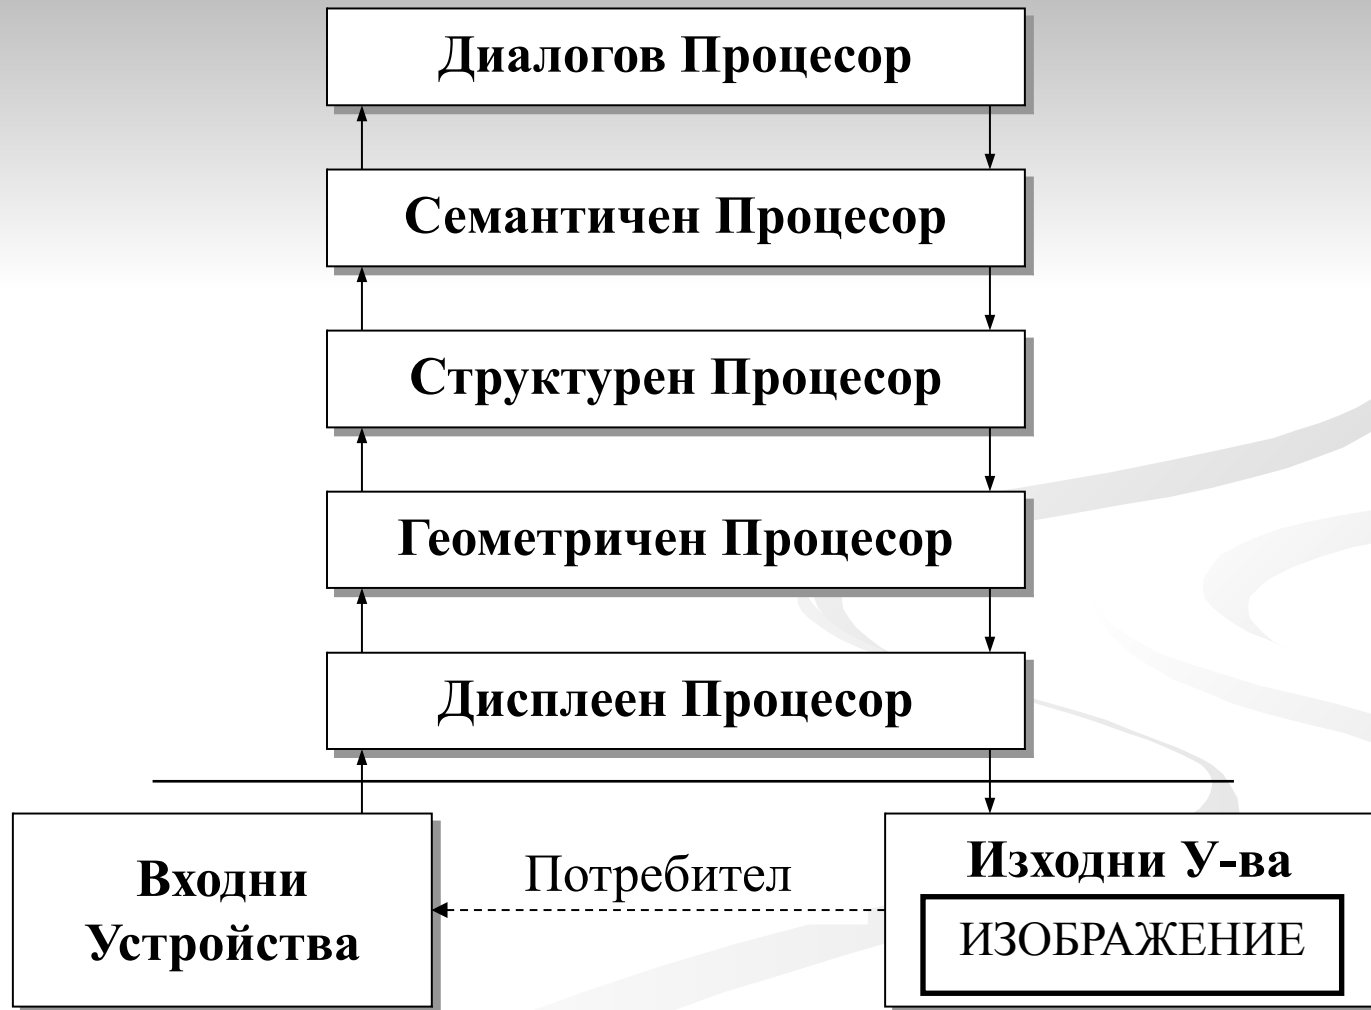 Диалогов Процесор
Семантичен Процесор
Структурен Процесор
Геометричен Процесор
Дисплеен Процесор
Входни
Устройства
Потребител
Изходни У-ва
ИЗОБРАЖЕНИЕ